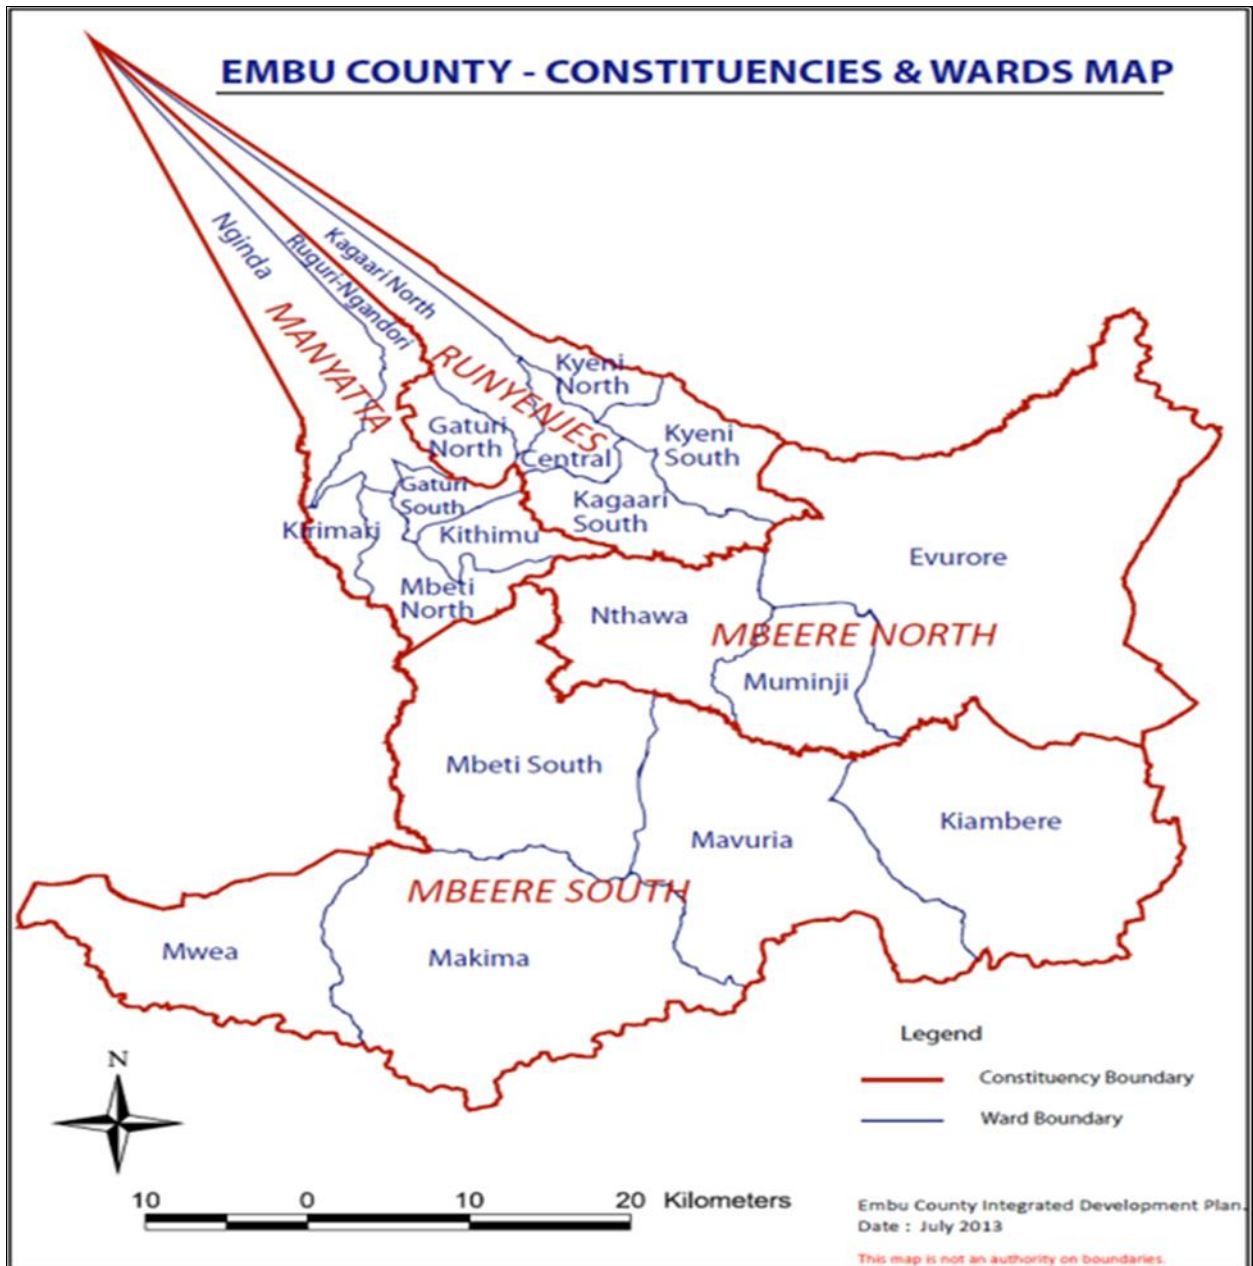 EMBU COUNTY - CONSTITUENCIES & WARDS MAP
Nginda
Ruguri-Ngandori
Kagaari North
MANYATTA
RUNYENJES
Kyeni
North
Gaturi
North
Central
Kyeni
South
Gaturi
South
Kagaari
South
Kirimari
Kithimu
Evurore
Mbeti
North
Nthawa
MBEERE NORTH
Muminji
Mbeti South
Mavuria
Kiambere
MBEERE SOUTH
Mwea
Makima
Legend
Constituency Boundary
Ward Boundary
N
10 0 10 20 Kilometers
Embu County Integrated Development Plan.
Date : July 2013
This map is not an authority on boundaries.